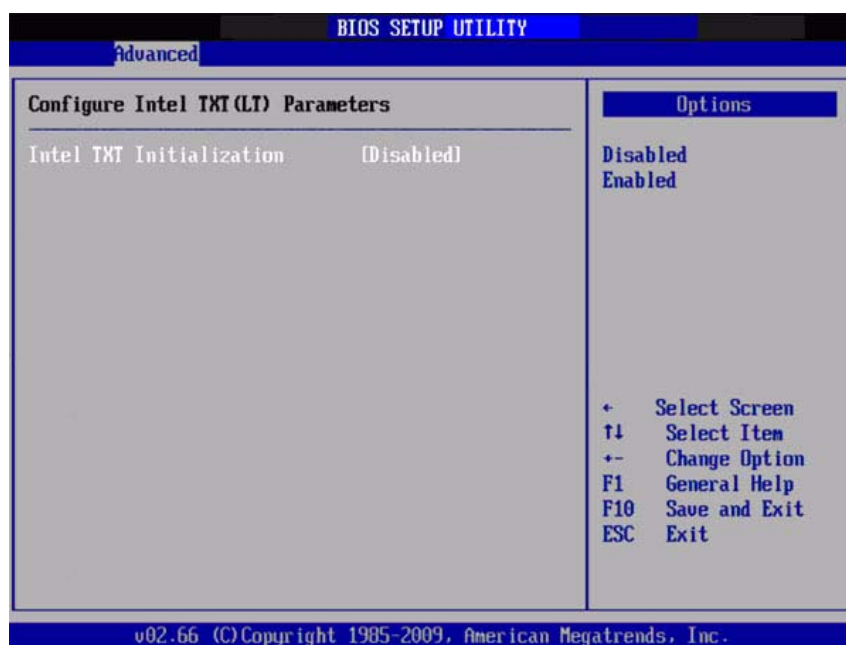 BIOS SETUP UTILITY
Advanced
Configure Intel TXT(LT) Parameters
Intel TXT Initialization [Disabled]
Options
Disabled
Enabled
← Select Screen
↑↓ Select Item
+- Change Option
F1 General Help
F10 Save and Exit
ESC Exit
v02.66 (C)Copyright 1985-2009, American Megatrends, Inc.